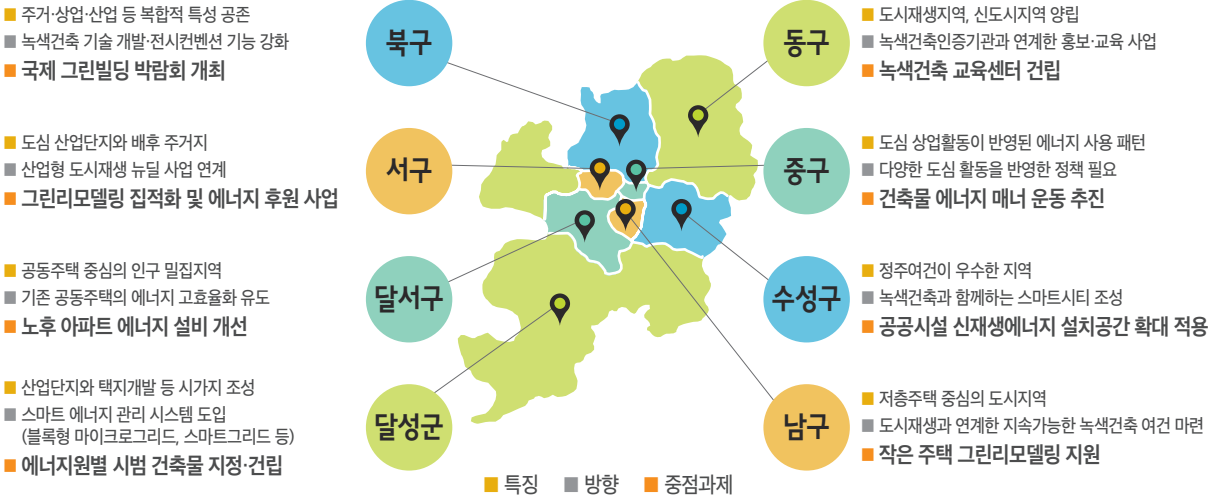 주거·상업·산업 등 복합적 특성 공존
녹색건축 기술 개발·전시컨벤션 기능 강화
국제 그린빌딩 박람회 개최
북구
동구
도시재생지역, 신도시지역 양립
녹색건축인증기관과 연계한 홍보·교육 사업
녹색건축 교육센터 건립
도심 산업단지와 배후 주거지
산업형 도시재생 뉴딜 사업 연계
그린리모델링 집적화 및 에너지 후원 사업
서구
중구
도심 상업활동이 반영된 에너지 사용 패턴
다양한 도심 활동을 반영한 정책 필요
건축물 에너지 매너 운동 추진
공동주택 중심의 인구 밀집지역
기존 공동주택의 에너지 고효율화 유도
노후 아파트 에너지 설비 개선
달서구
수성구
정주여건이 우수한 지역
녹색건축과 함께하는 스마트시티 조성
공공시설 신재생에너지 설치공간 확대 적용
산업단지와 택지개발 등 시가지 조성
스마트 에너지 관리 시스템 도입
(블록형 마이크로그리드, 스마트그리드 등)
에너지원별 시범 건축물 지정·건립
달성군
남구
저층주택 중심의 도시지역
도시재생과 연계한 지속가능한 녹색건축 여건 마련
작은 주택 그린리모델링 지원
특징
방향
중점과제